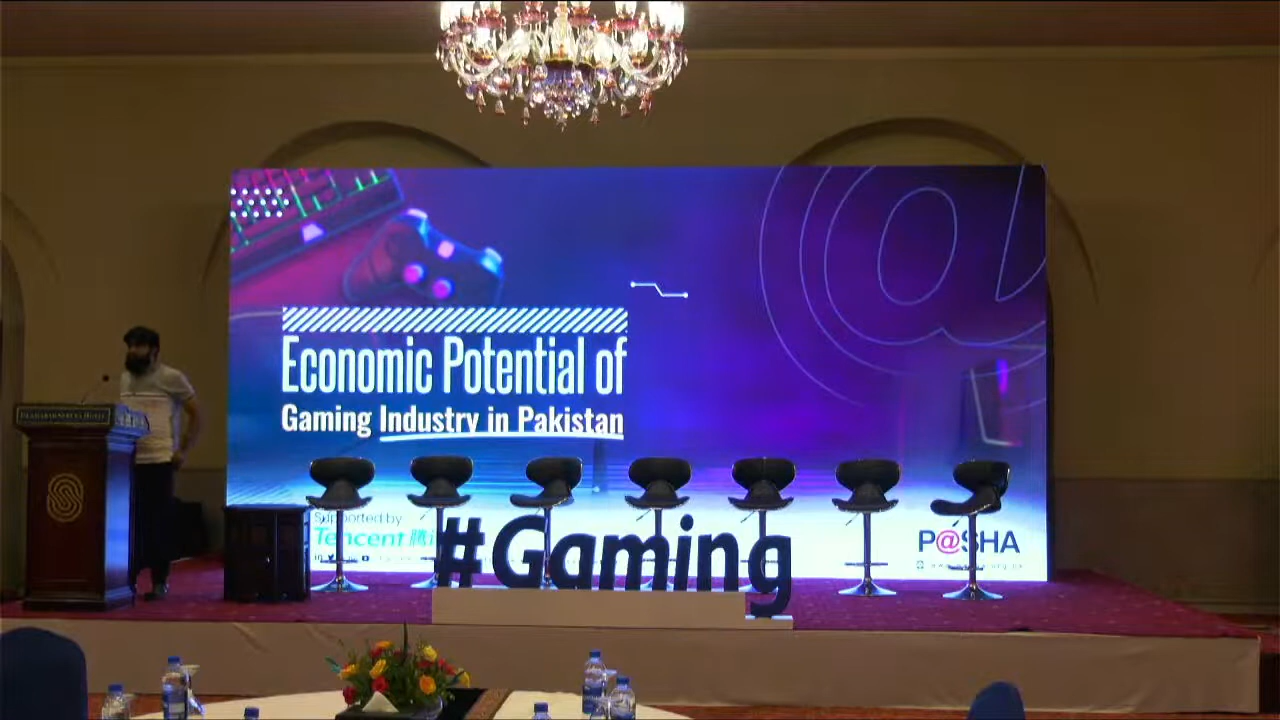 Economic Potential of
Gaming Industry in Pakistan
Supported by
Tencent
#Gaming
P@SHA